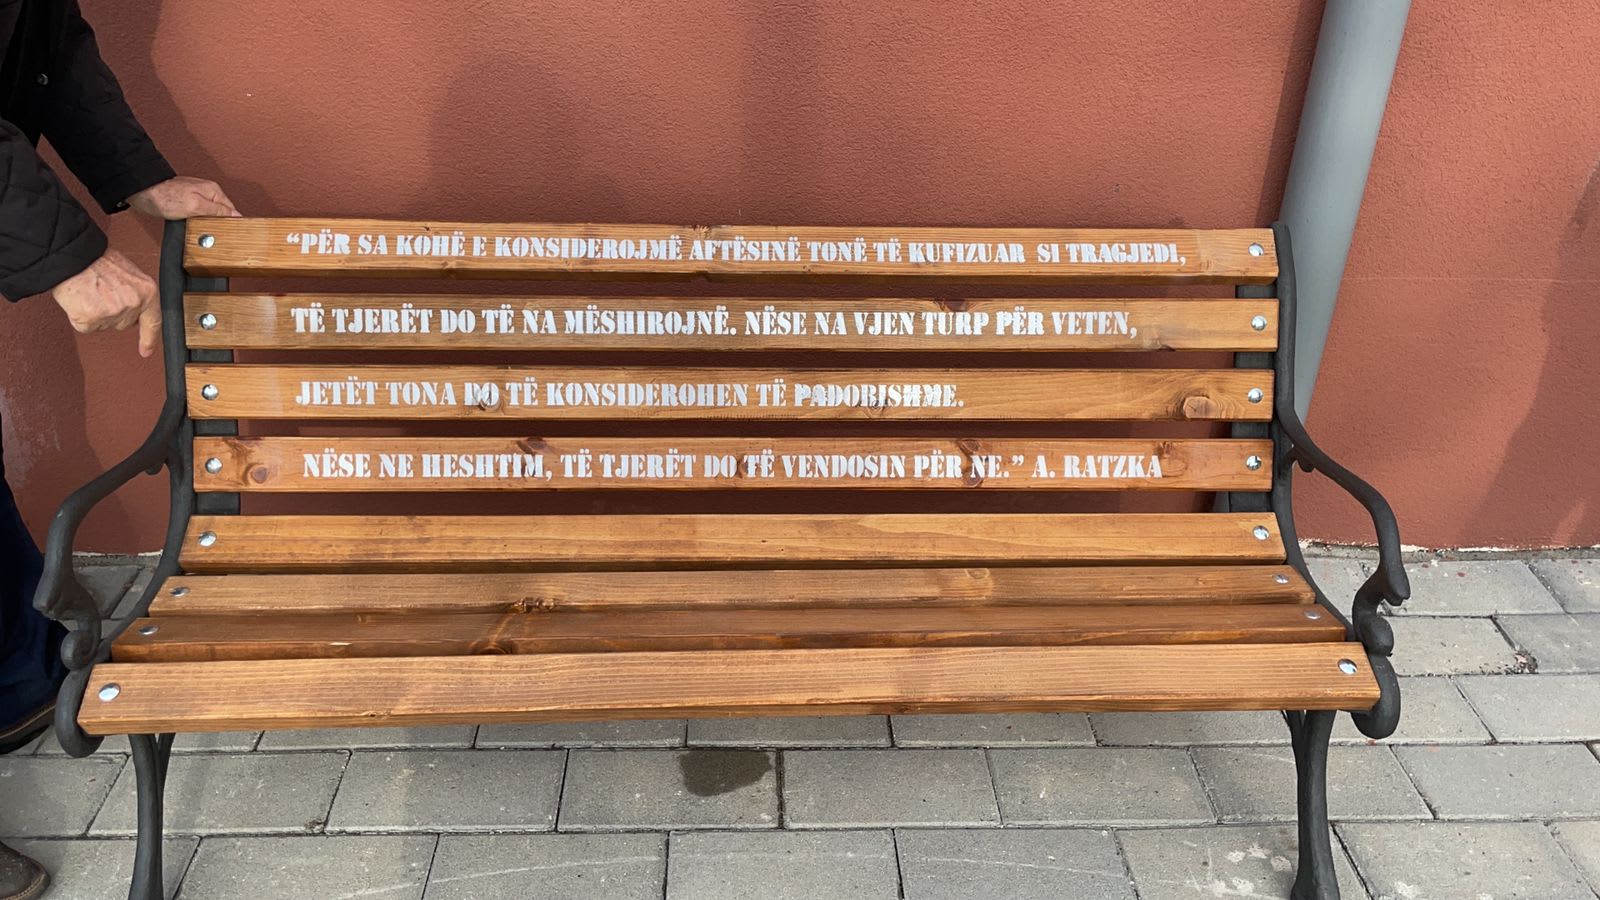 “PËR SA KOHË E KONSIDEROJMË AFTËSINË TONË TË KUFIZUAR SI TRAGJEDI,
TË TJERËT DO TË NA MËSHIROJNË. NËSE NA VJEN TURP PËR VETEN,
JETËT TONA DO TË KONSIDEROHEN TË PADOBISHME.
NËSE NE HESHTIM, TË TJERËT DO TË VENDOSIN PËR NE.” A. RATZKA